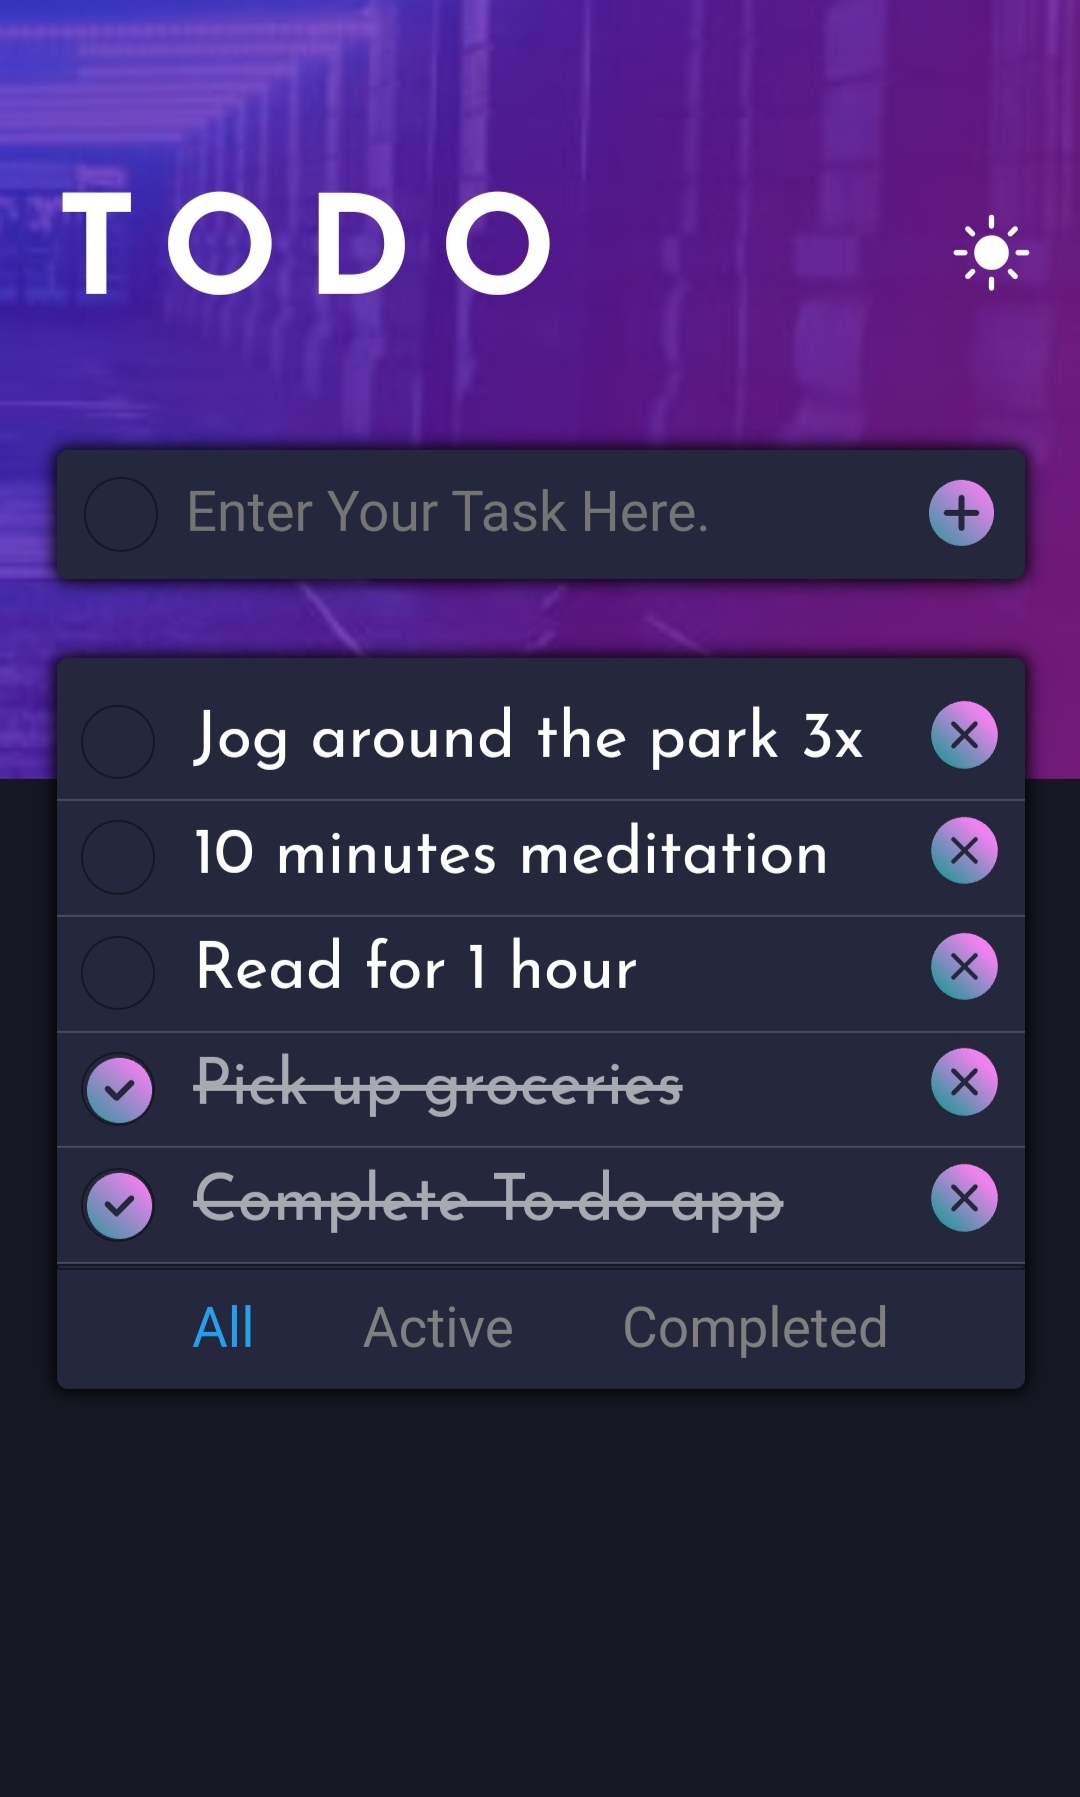 TODO
Enter Your Task Here.
Jog around the park 3x
10 minutes meditation
Read for 1 hour
Pick up groceries
Complete To-do app
All Active Completed